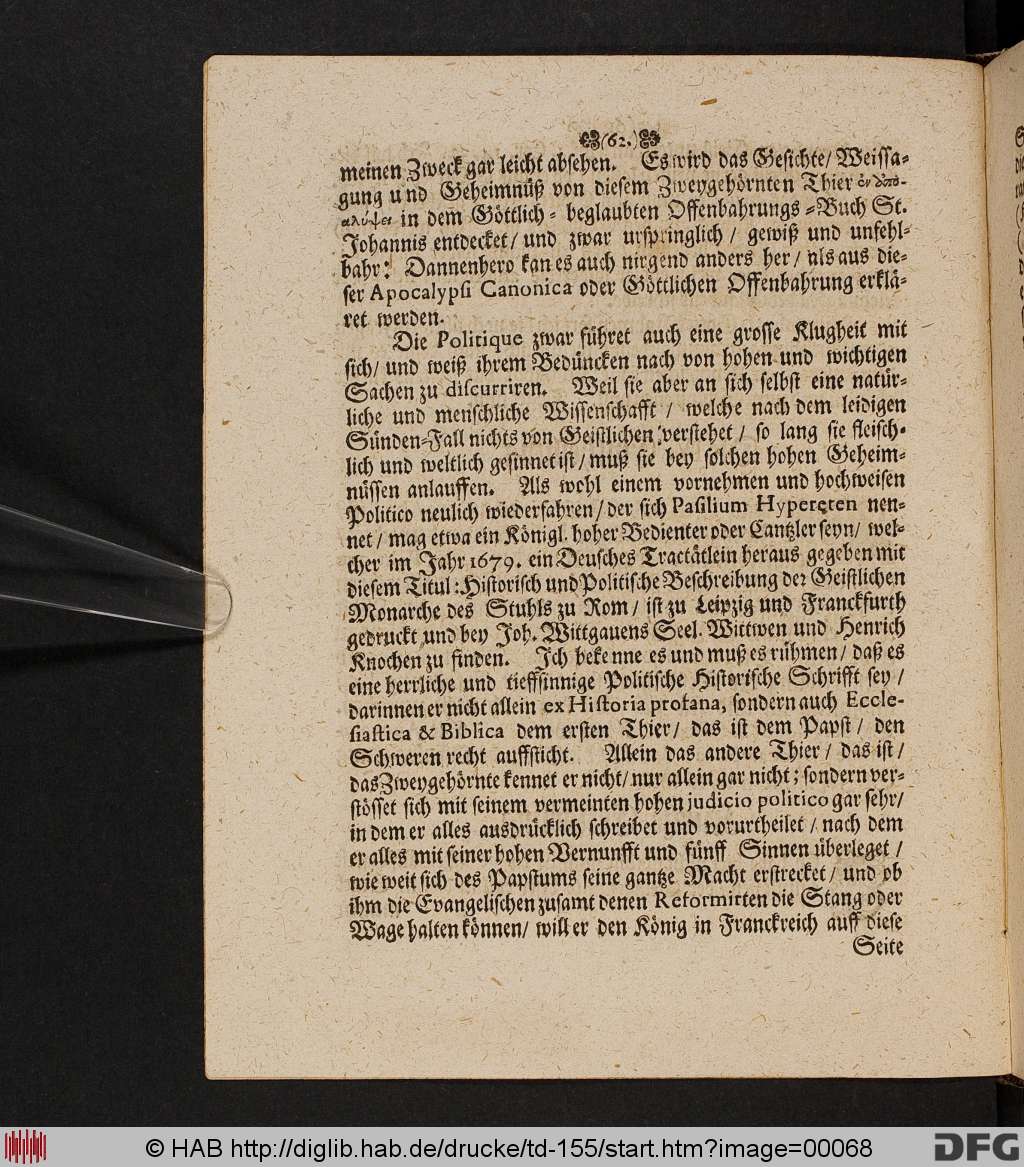 (62.)
meinen Zweck gar leicht absehen. Es wird das Gesichte/ Weissa-
gung und Geheimnüß von diesem Zweygehörnten Thier ἐν ἀπο-
καλύψει in dem Göttlich- beglaubten Offenbahrungs-Buch St.
Johannis entdecket/ und zwar urspringlich / gewiß und unfehl-
bahr: Dannenhero kan es auch nirgend anders her/ als aus die-
ser Apocalypsi Canonica oder Göttlichen Offenbahrung erklä-
ret werden.
Die Politique zwar führet auch eine grosse Klugheit mit
sich/ und weiß ihrem Bedüncken nach von hohen und wichtigen
Sachen zu discurriren. Weil sie aber an sich selbst eine natür-
liche und menschliche Wissenschafft / welche nach dem leidigen
Sünden-Fall nichts von Geistlichen verstehet / so lang sie fleisch-
lich und weltlich gesinnet ist/ muß sie bey solchen hohen Geheim-
nüssen anlauffen. Als wohl einem vornehmen und hochweisen
Politico neulich wiederfahren/ der sich Pasilium Hypereten nen-
net/ mag etwa ein Königl. hoher Bedienter oder Cantzler seyn/ wel-
cher im Jahr 1679. ein Deusches Tractätlein heraus gegeben mit
diesem Titul: Historisch und Politische Beschreibung der Geistlichen
Monarche des Stuhls zu Rom/ ist zu Leipzig und Franckfurth
gedruckt und bey Joh. Wittgauens Seel. Wittwen und Henrich
Knochen zu finden. Ich bekenne es und muß es rühmen/ daß es
eine herrliche und tieffsinnige Politische Historische Schrifft sey /
darinnen er nicht allein ex Historia profana, sondern auch Eccle-
siastica & Biblica dem ersten Thier/ das ist dem Papst/ den
Schweren recht auffsticht. Allein das andere Thier/ das ist/
das Zweygehörnte kennet er nicht/ nur allein gar nicht; sondern ver-
stösset sich mit seinem vermeinten hohen judicio politico gar sehr/
in dem er alles ausdrücklich schreibet und vorurtheilet / nach dem
er alles mit seiner hohen Vernunfft und fünff Sinnen überleget /
wie weit sich des Papstums seine gantze Macht erstrecket/ und ob
ihm die Evangelischen zusamt denen Reformirten die Stang oder
Wage halten können/ will er den König in Franckreich auff diese
Seite
© HAB http://diglib.hab.de/drucke/td-155/start.htm?image=00068
DFG